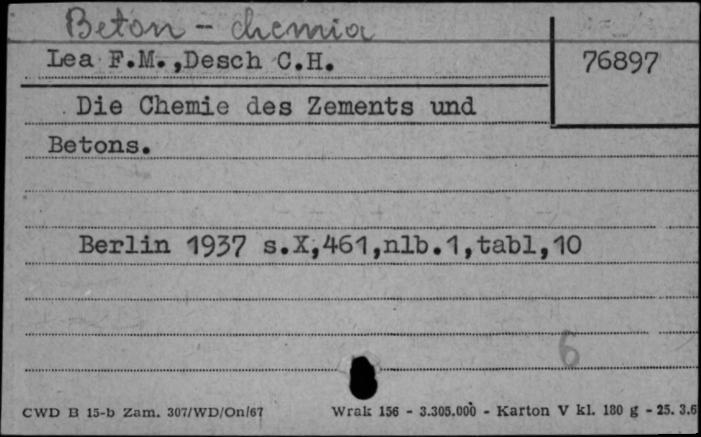 Beton - chemia
Lea F.M.,Desch C.H. 76897
Die Chemie des Zements und
Betons.
Berlin 1937 s.X,461,nlb.1,tabl,10
6
CWD B 15-b Zam. 307/WD/On/67 Wrak 156 - 3.305.000 - Karton V kl. 180 g - 25. 3.6